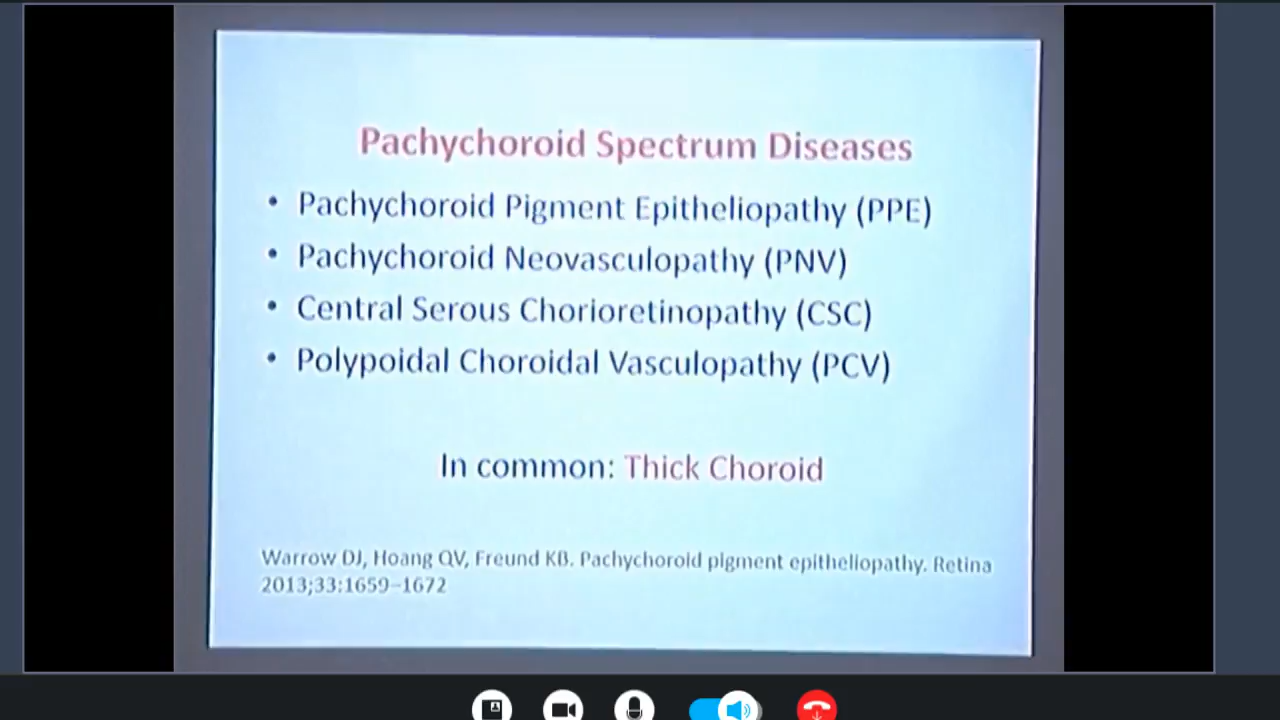 Pachychoroid Spectrum Diseases
• Pachychoroid Pigment Epitheliopathy (PPE)
• Pachychoroid Neovasculopathy (PNV)
• Central Serous Chorioretinopathy (CSC)
• Polypoidal Choroidal Vasculopathy (PCV)
In common: Thick Choroid
Warrow DJ, Hoang QV, Freund KB. Pachychoroid pigment epitheliopathy. Retina
2013;33:1659–1672